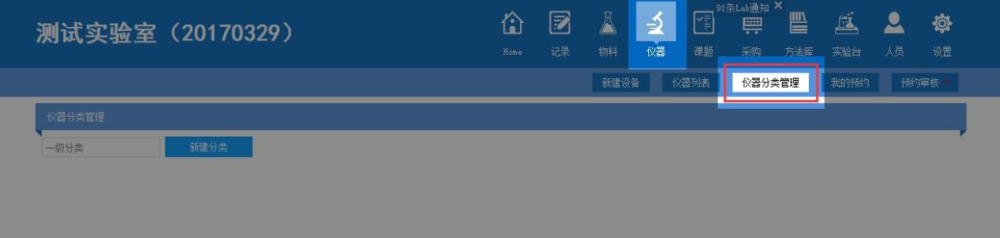 91条Lab通知 ✕
测试实验室（20170329）
Home 记录 物料 仪器 课题 采购 方法库 实验台 人员 设置
新建设备 仪器列表 仪器分类管理 我的预约 预约审核
仪器分类管理
一级分类 新建分类